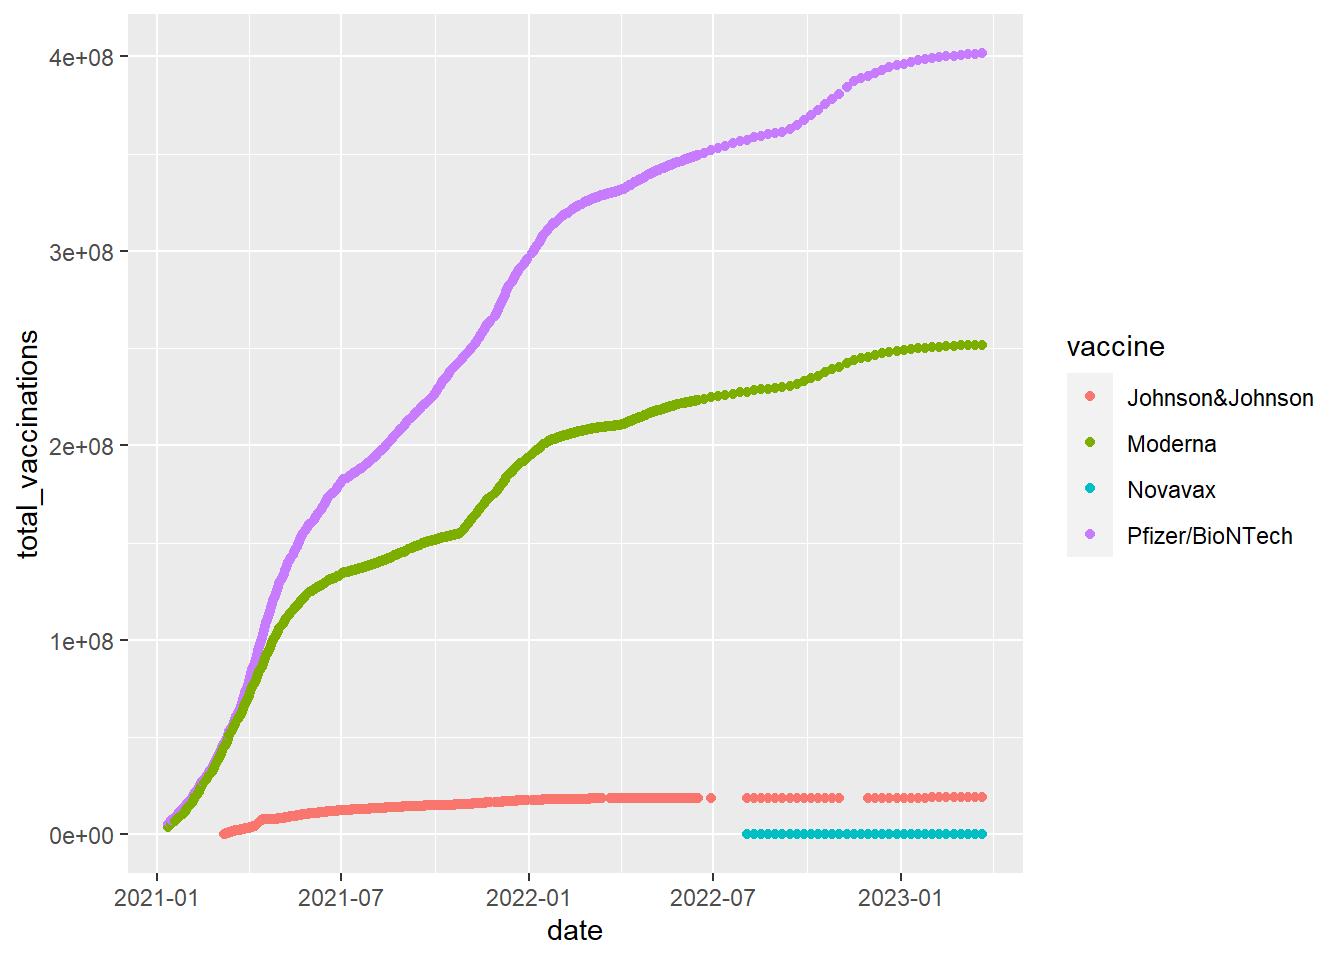 4e+08
3e+08
2e+08
1e+08
0e+00
total_vaccinations
2021-01
2021-07
2022-01
2022-07
2023-01
date
vaccine
Johnson&Johnson
Moderna
Novavax
Pfizer/BioNTech